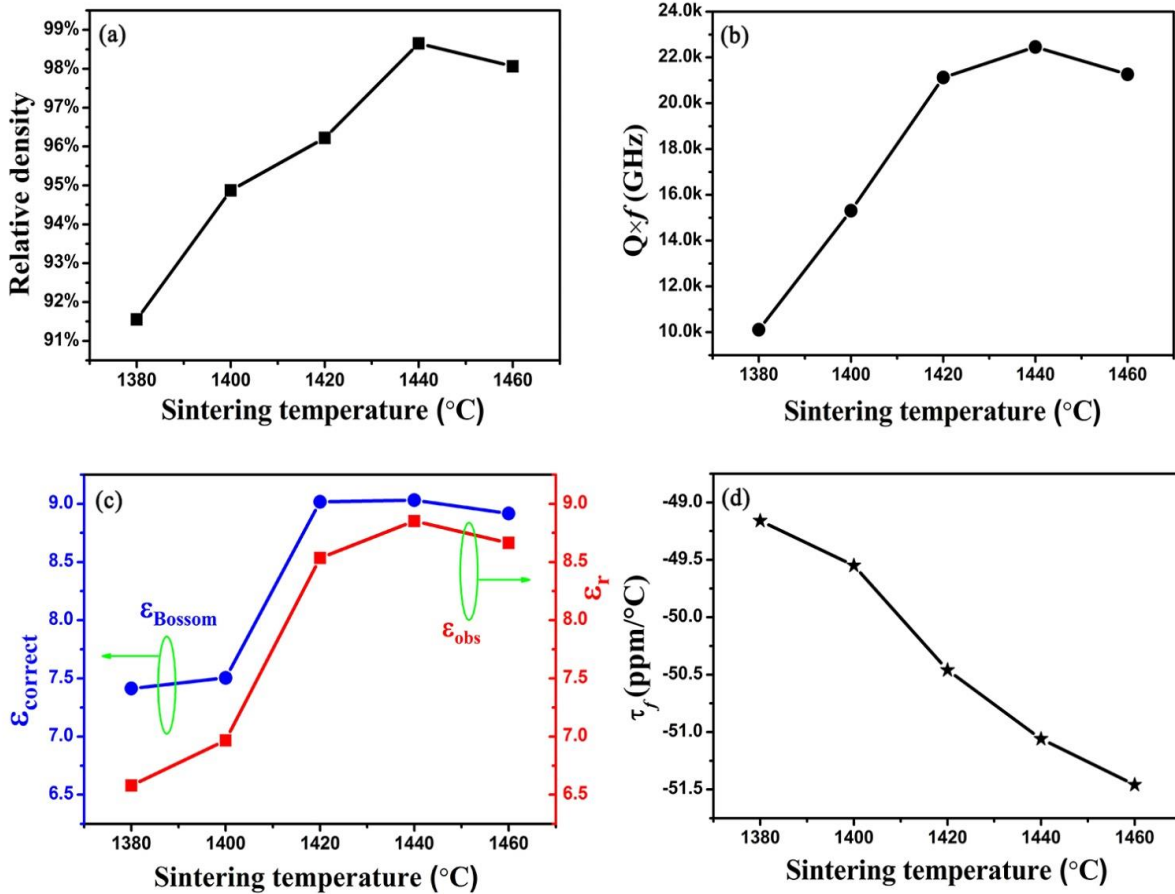 (a)
Relative density
99%
98%
97%
96%
95%
94%
93%
92%
91%
1380 1400 1420 1440 1460
Sintering temperature (°C)
(b)
Q×f (GHz)
24.0k
22.0k
20.0k
18.0k
16.0k
14.0k
12.0k
10.0k
1380 1400 1420 1440 1460
Sintering temperature (°C)
(c)
εcorrect
9.0
8.5
8.0
7.5
7.0
6.5
εBossom
εobs
9.0
8.5
8.0
7.5
7.0
6.5
εr
1380 1400 1420 1440 1460
Sintering temperature (°C)
(d)
τf (ppm/°C)
-49.0
-49.5
-50.0
-50.5
-51.0
-51.5
1380 1400 1420 1440 1460
Sintering temperature (°C)